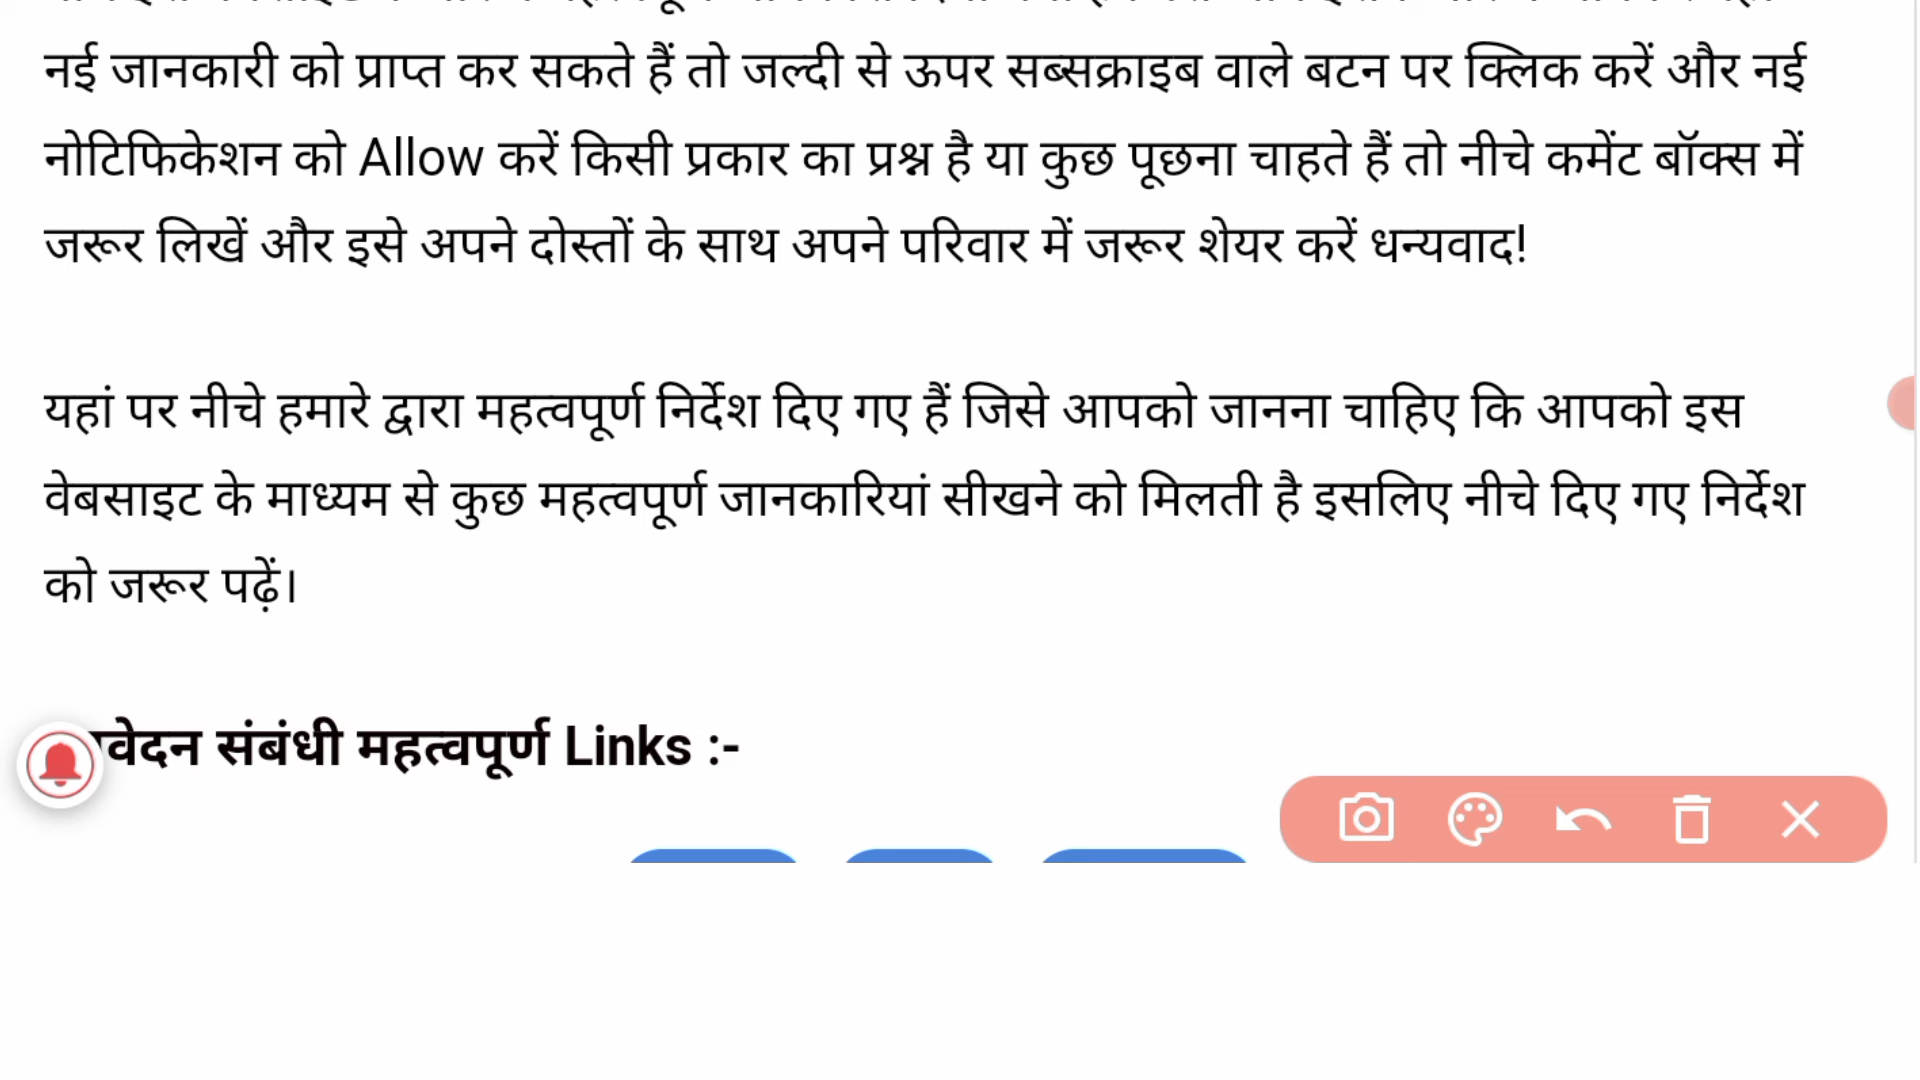 नई जानकारी को प्राप्त कर सकते हैं तो जल्दी से ऊपर सब्सक्राइब वाले बटन पर क्लिक करें और नई
नोटिफिकेशन को Allow करें किसी प्रकार का प्रश्न है या कुछ पूछना चाहते हैं तो नीचे कमेंट बॉक्स में
जरूर लिखें और इसे अपने दोस्तों के साथ अपने परिवार में जरूर शेयर करें धन्यवाद!
यहां पर नीचे हमारे द्वारा महत्वपूर्ण निर्देश दिए गए हैं जिसे आपको जानना चाहिए कि आपको इस
वेबसाइट के माध्यम से कुछ महत्वपूर्ण जानकारियां सीखने को मिलती है इसलिए नीचे दिए गए निर्देश
को जरूर पढ़ें।
संबंधी महत्वपूर्ण Links :-